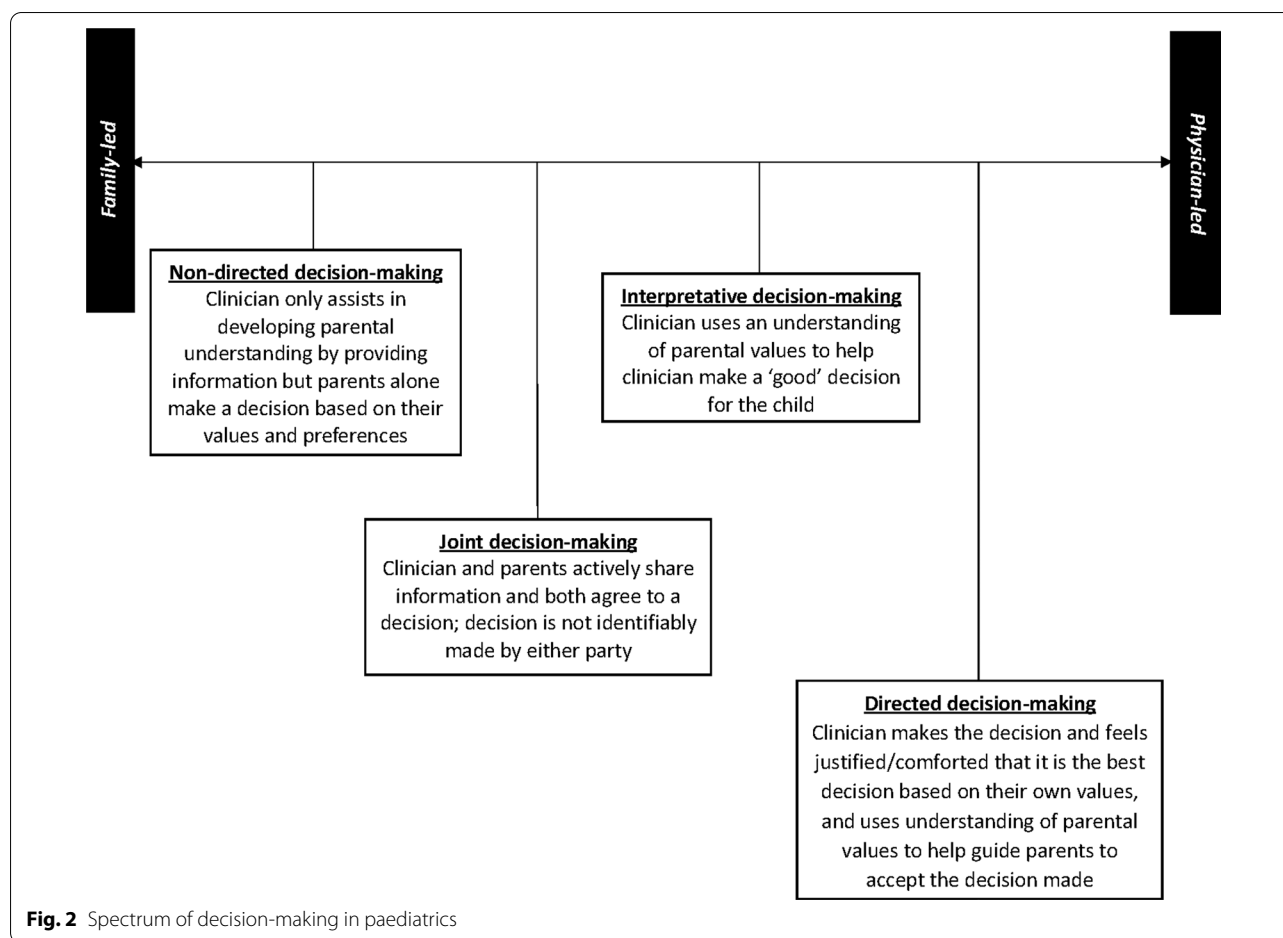 Family-led
Physician-led
Non-directed decision-making
Clinician only assists in
developing parental
understanding by providing
information but parents alone
make a decision based on their
values and preferences
Interpretative decision-making
Clinician uses an understanding
of parental values to help
clinician make a ‘good’ decision
for the child
Joint decision-making
Clinician and parents actively share
information and both agree to a
decision; decision is not identifiably
made by either party
Directed decision-making
Clinician makes the decision and feels
justified/comforted that it is the best
decision based on their own values,
and uses understanding of parental
values to help guide parents to
accept the decision made
Fig. 2 Spectrum of decision-making in paediatrics